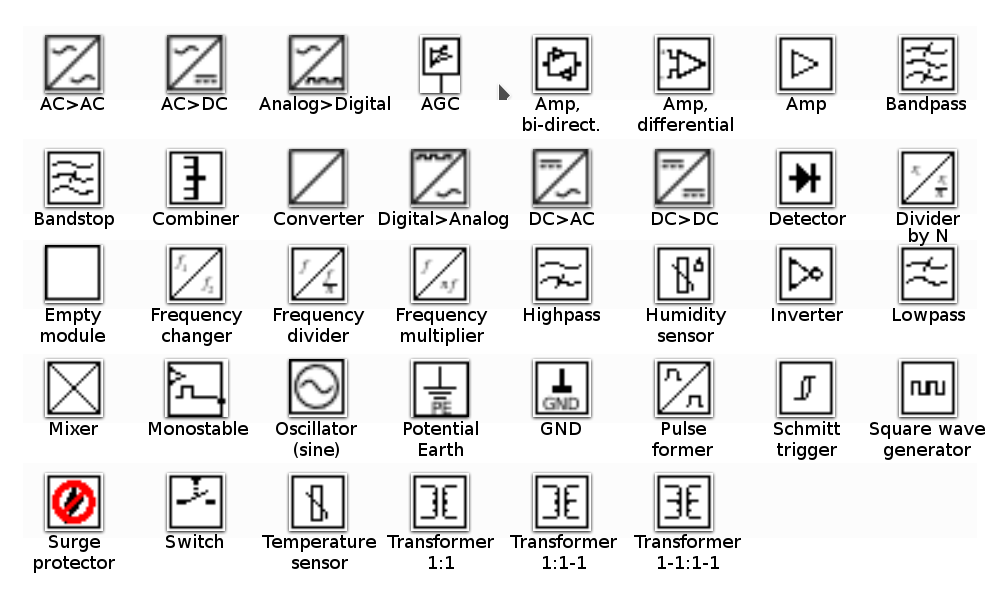 AC>AC AC>DC Analog>Digital AGC Amp, Amp, Amp Bandpass
bi-direct. differential
Bandstop Combiner Converter Digital>Analog DC>AC DC>DC Detector Divider
by N
f₁ f f Empty Frequency Frequency Frequency Highpass Humidity Inverter Lowpass
module changer divider multiplier sensor
PE GND
Mixer Monostable Oscillator Potential GND Pulse Schmitt Square wave
(sine) Earth former trigger generator
Surge Switch Temperature Transformer Transformer Transformer
protector sensor 1:1 1:1-1 1-1:1-1